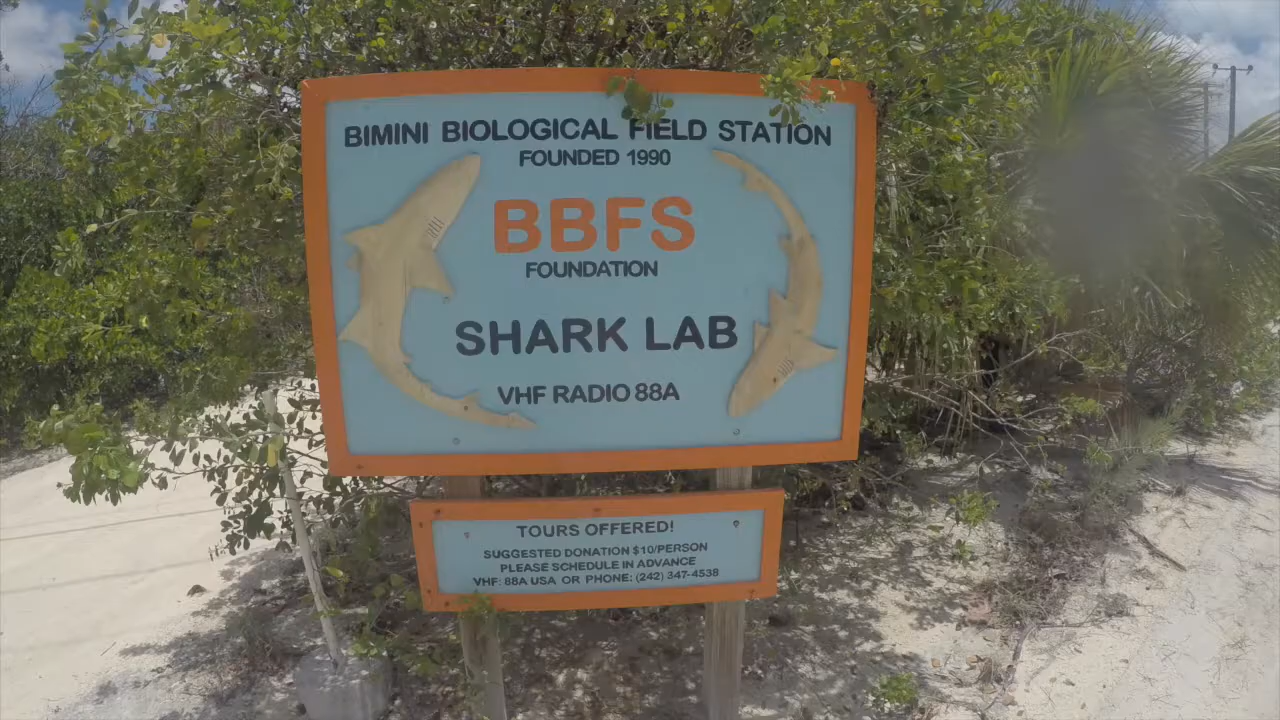 BIMINI BIOLOGICAL FIELD STATION
FOUNDED 1990
BBFS
FOUNDATION
SHARK LAB
VHF RADIO 88A
TOURS OFFERED!
SUGGESTED DONATION $10/PERSON
PLEASE SCHEDULE IN ADVANCE
VHF: 88A USA OR PHONE: (242) 347-4538